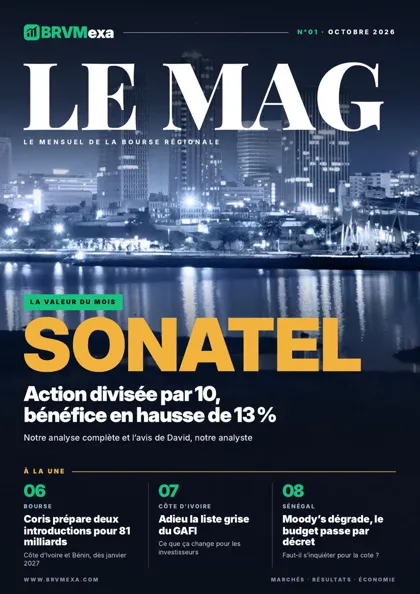 BRVMexa
N°01 · OCTOBRE 2026
LE MAG
LE MENSUEL DE LA BOURSE RÉGIONALE
LA VALEUR DU MOIS
SONATEL
Action divisée par 10,
bénéfice en hausse de 13 %
Notre analyse complète et l'avis de David, notre analyste
À LA UNE
06
BOURSE
Coris prépare deux
introductions pour 81
milliards
Côte d'Ivoire et Bénin, dès janvier
2027
07
CÔTE D'IVOIRE
Adieu la liste grise
du GAFI
Ce que ça change pour les
investisseurs
08
SÉNÉGAL
Moody's dégrade, le
budget passe par
décret
Faut-il s'inquiéter pour la cote ?
WWW.BRVMEXA.COM
MARCHÉS · RÉSULTATS · ÉCONOMIE